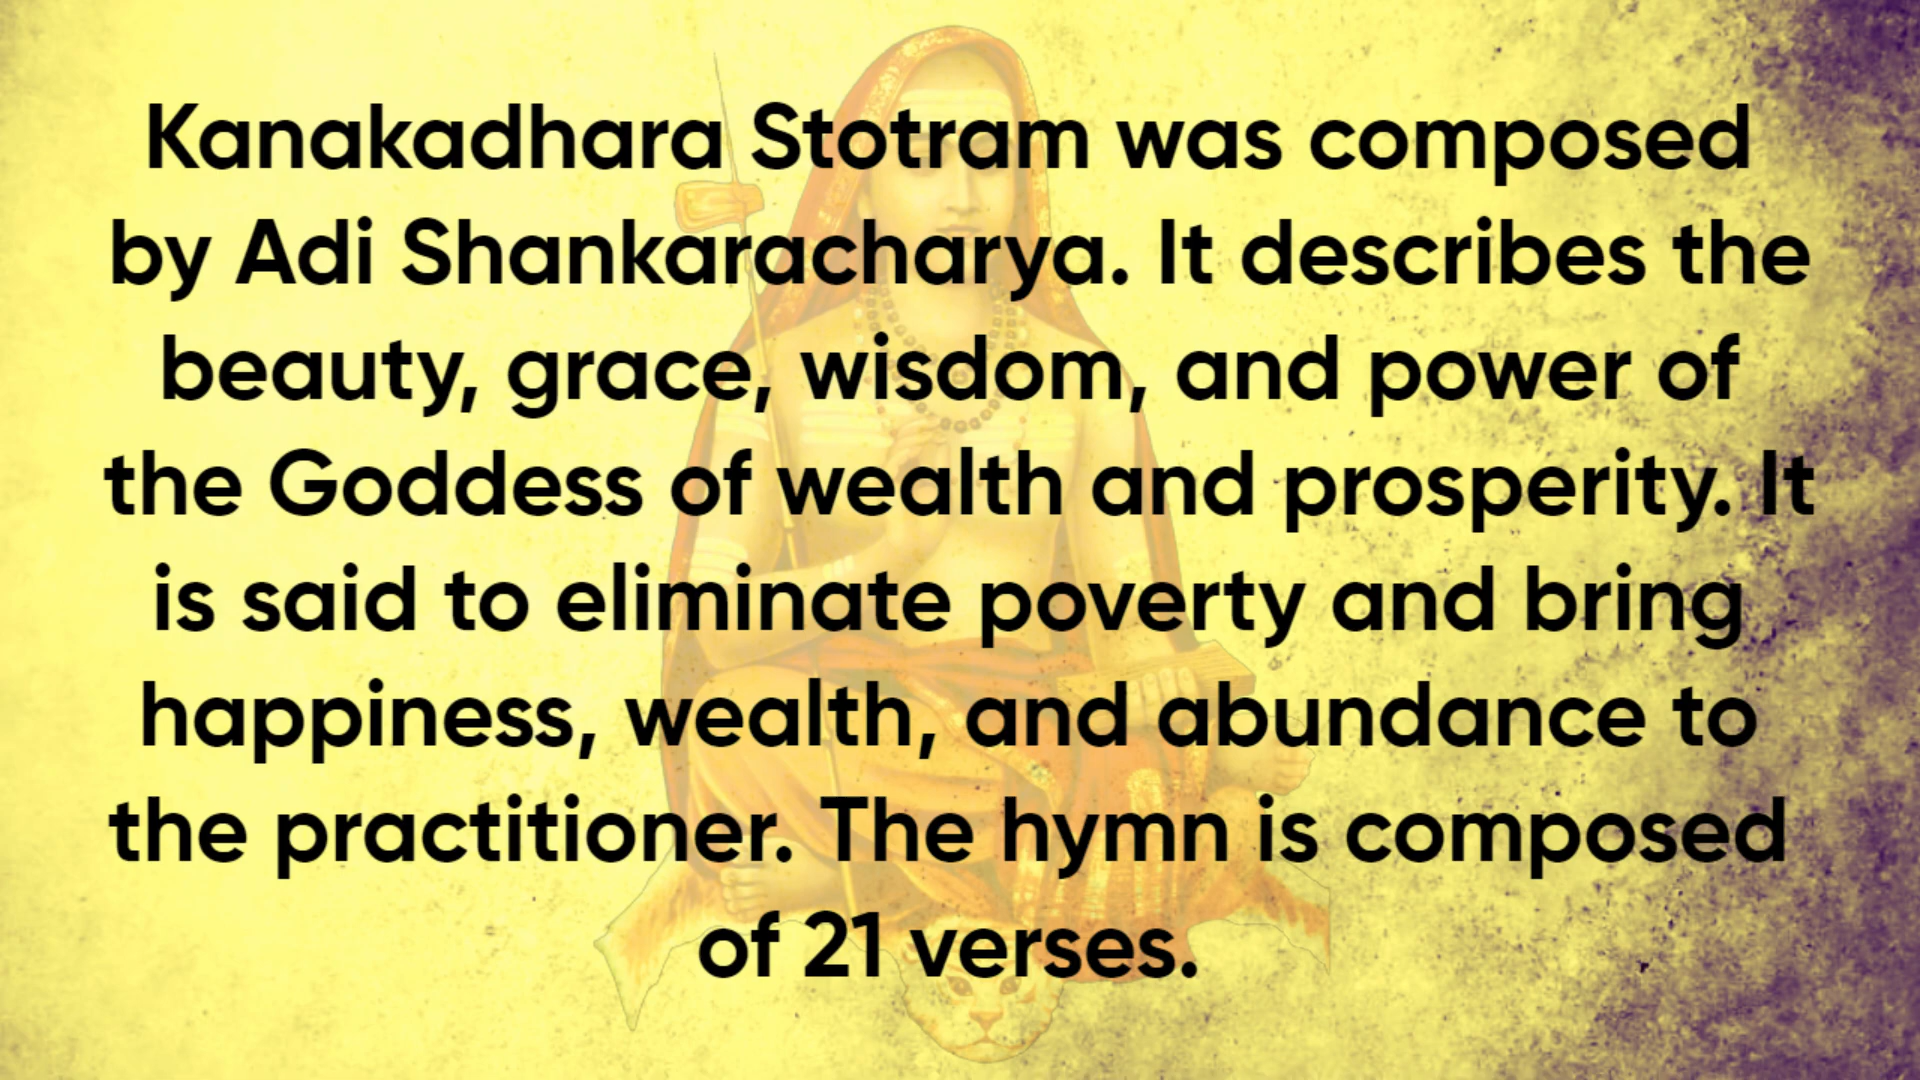 Kanakadhara Stotram was composed
by Adi Shankaracharya. It describes the
beauty, grace, wisdom, and power of
the Goddess of wealth and prosperity. It
is said to eliminate poverty and bring
happiness, wealth, and abundance to
the practitioner. The hymn is composed
of 21 verses.